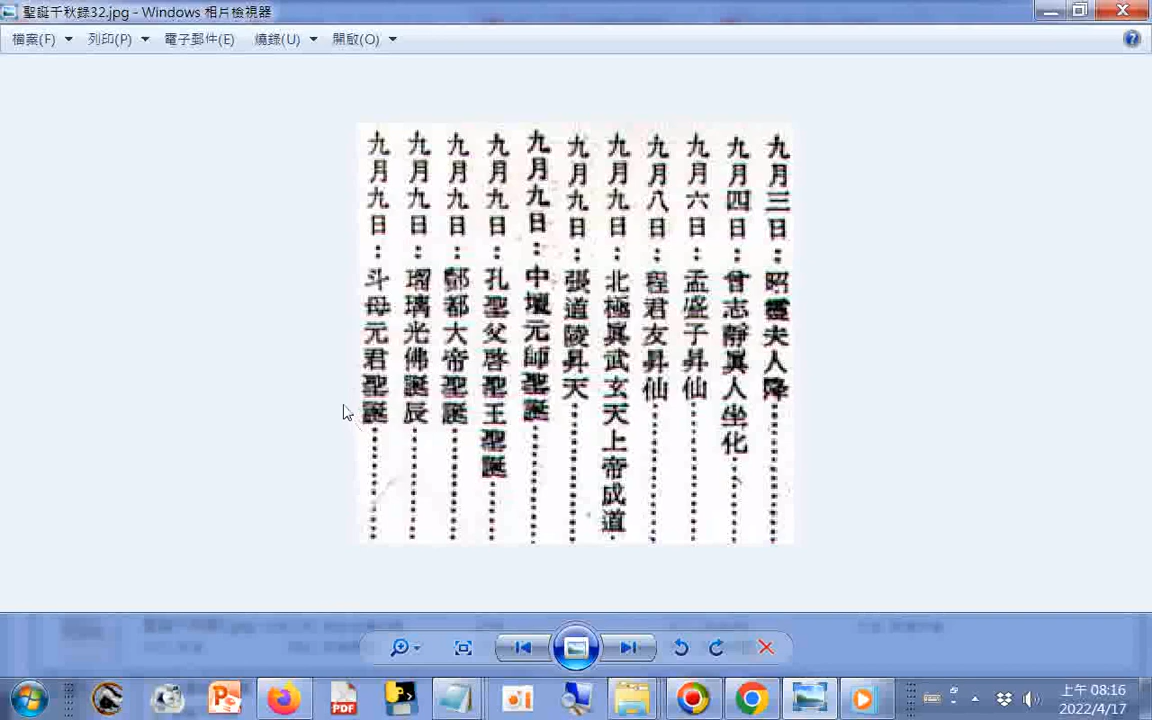 聖誕千秋錄32.jpg - Windows 相片檢視器
檔案(F) 列印(P) 電子郵件(E) 燒錄(U) 開啟(O)
九月三日：昭靈夫人降
九月四日：曾志靜眞人坐化
九月六日：孟盛子昇仙
九月八日：程君友昇仙
九月九日：北極眞武玄天上帝成道
九月九日：張道陵昇天
九月九日：中壇元帥聖誕
九月九日：孔聖父啓聖王聖誕
九月九日：酆都大帝聖誕
九月九日：瑠璃光佛誕辰
九月九日：斗母元君聖誕
PDF
上午 08:16
2022/4/17